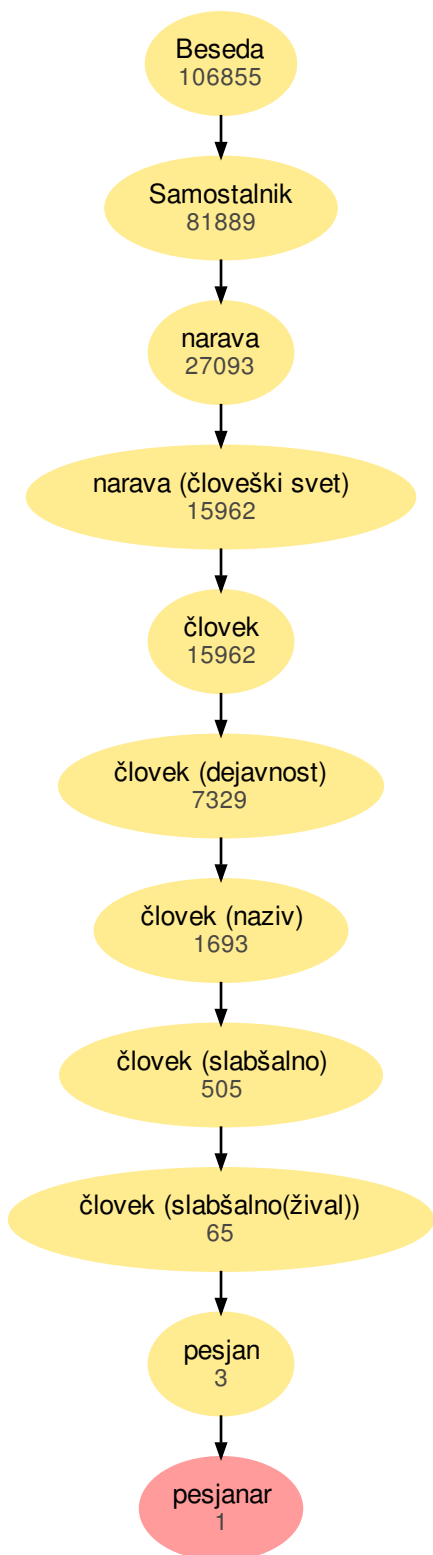 Beseda
106855
Samostalnik
81889
narava
27093
narava (človeški svet)
15962
človek
15962
človek (dejavnost)
7329
človek (naziv)
1693
človek (slabšalno)
505
človek (slabšalno(žival))
65
pesjan
3
pesjanar
1